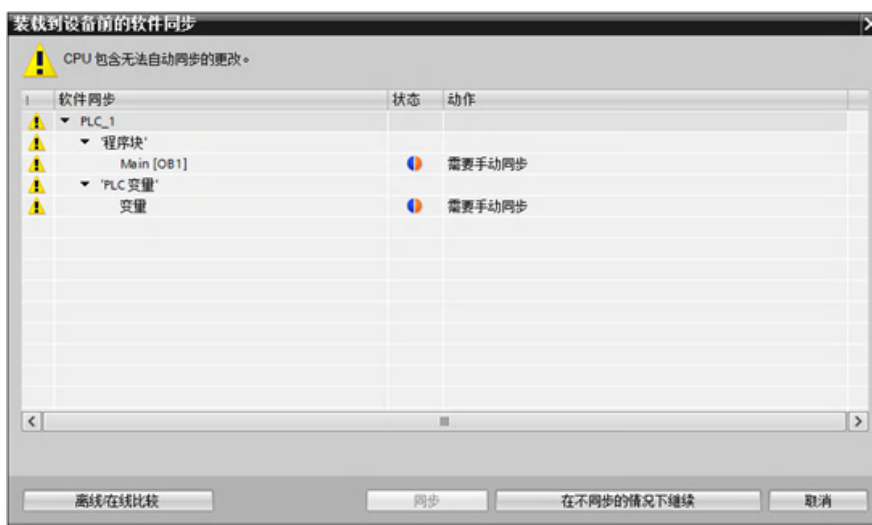 装载到设备前的软件同步
CPU 包含无法自动同步的更改。
! 软件同步 状态 动作
PLC_1
'程序块'
Main [OB1] 需要手动同步
'PLC 变量'
变量 需要手动同步
离线/在线比较 同步 在不同步的情况下继续 取消